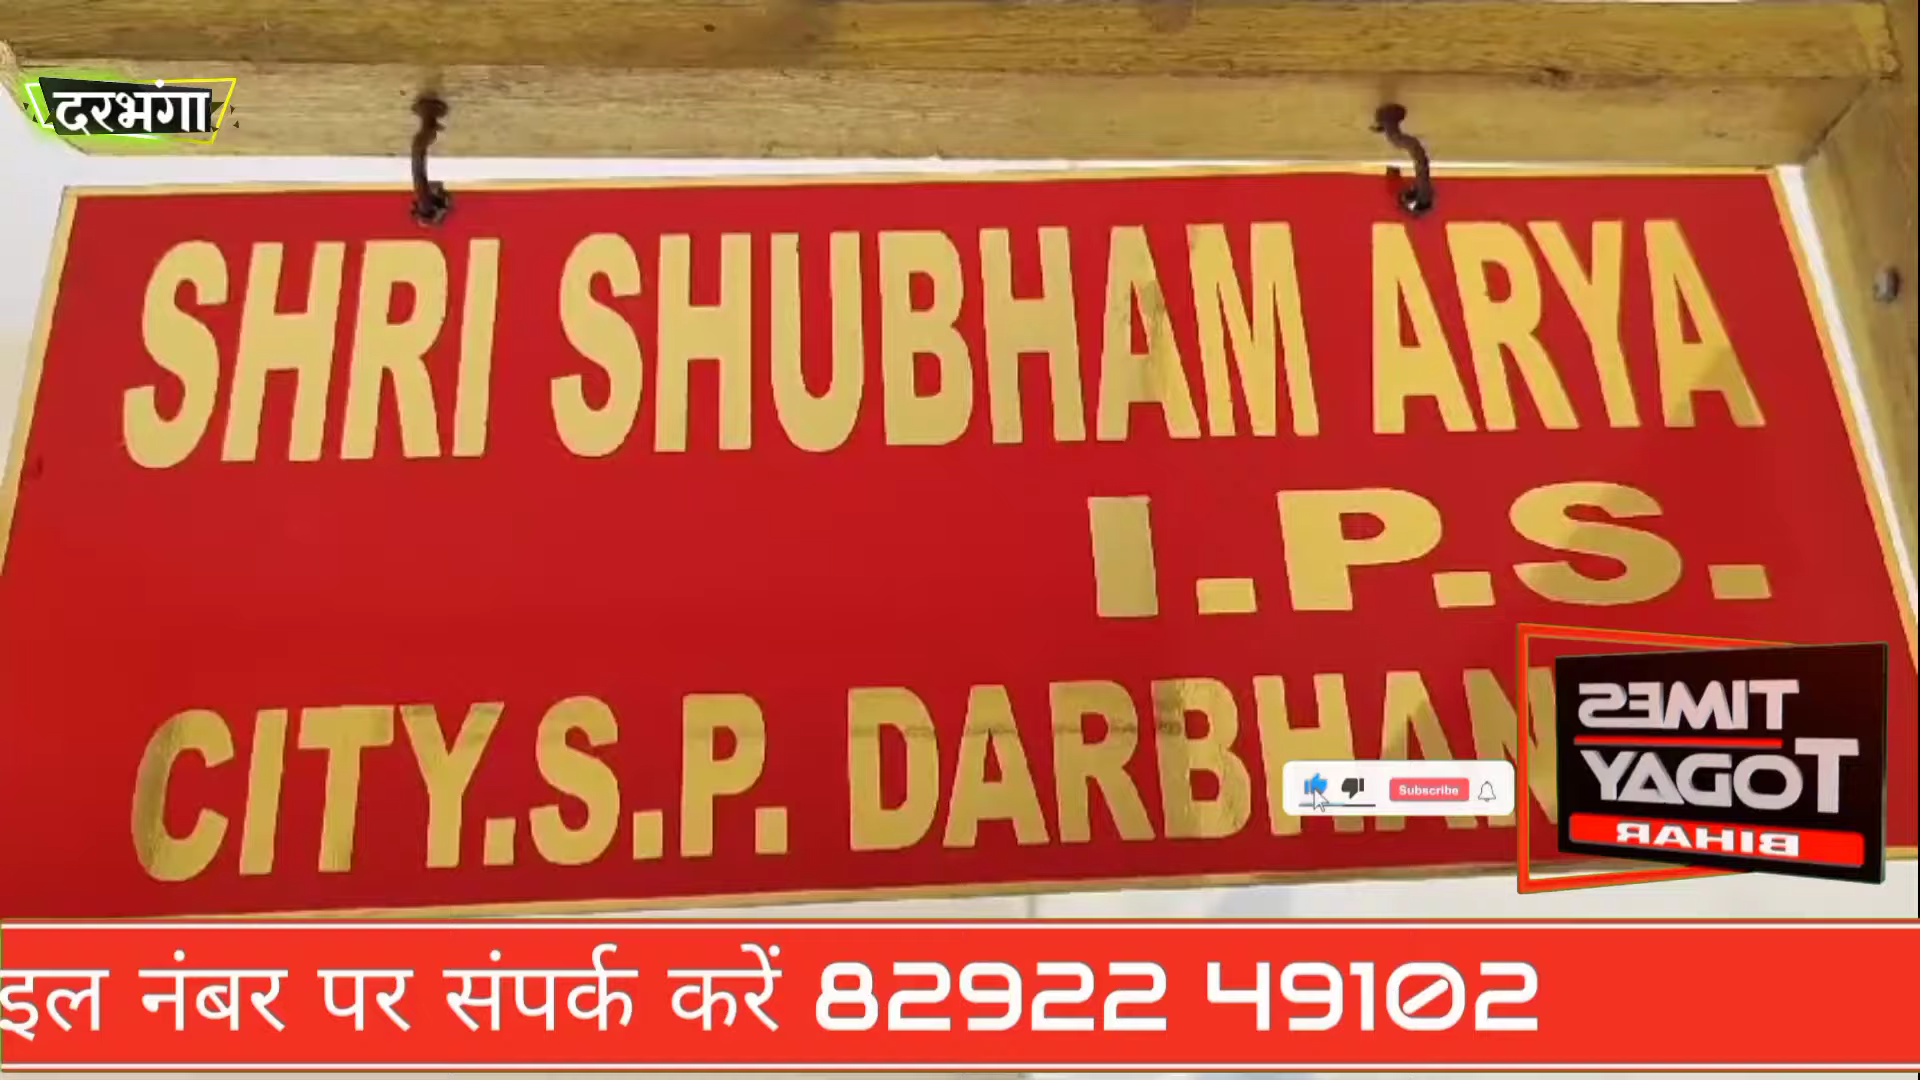 दरभंगा
SHRI SHUBHAM ARYA
I.P.S.
CITY.S.P. DARBHAN
Subscribe
TIMES
TODAY
BIHAR
इल नंबर पर संपर्क करें 82922 49102